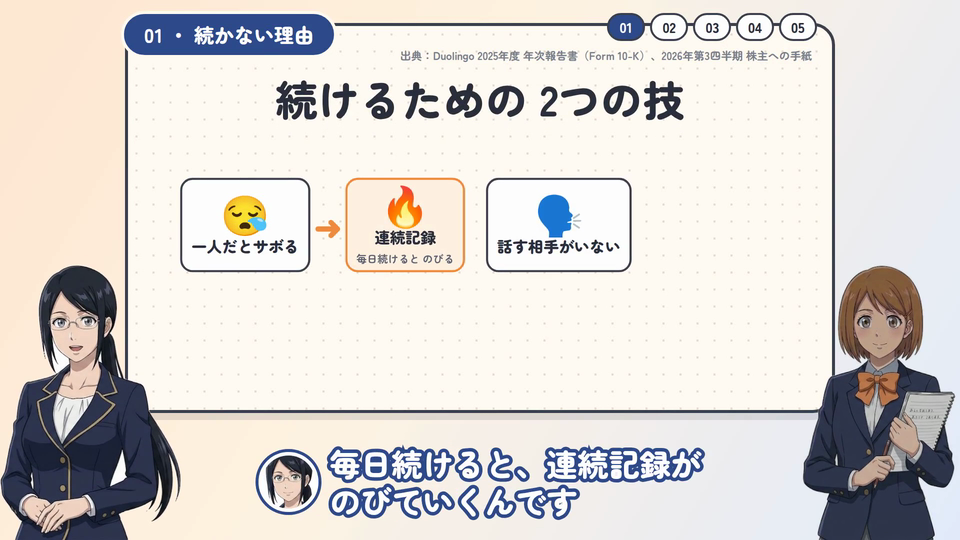 01 ・ 続かない理由
01 02 03 04 05
出典：Duolingo 2025年度 年次報告書（Form 10-K）、2026年第3四半期 株主への手紙
続けるための 2つの技
一人だとサボる
連続記録
毎日続けると のびる
話す相手がいない
毎日続けると、連続記録が
のびていくんです